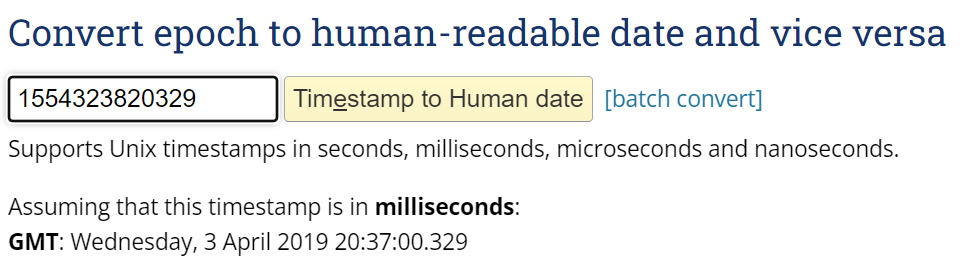 Convert epoch to human-readable date and vice versa
1554323820329 Timestamp to Human date [batch convert]
Supports Unix timestamps in seconds, milliseconds, microseconds and nanoseconds.
Assuming that this timestamp is in milliseconds:
GMT: Wednesday, 3 April 2019 20:37:00.329